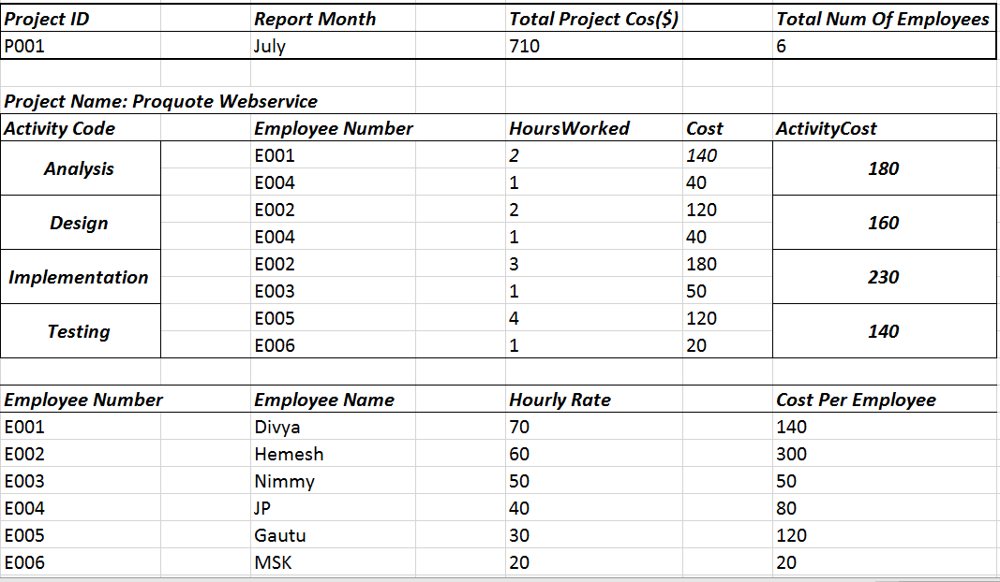 Project ID Report Month Total Project Cos($) Total Num Of Employees
P001 July 710 6
Project Name: Proquote Webservice
Activity Code Employee Number HoursWorked Cost ActivityCost
Analysis E001 2 140 180
E004 1 40
Design E002 2 120 160
E004 1 40
Implementation E002 3 180 230
E003 1 50
Testing E005 4 120 140
E006 1 20
Employee Number Employee Name Hourly Rate Cost Per Employee
E001 Divya 70 140
E002 Hemesh 60 300
E003 Nimmy 50 50
E004 JP 40 80
E005 Gautu 30 120
E006 MSK 20 20